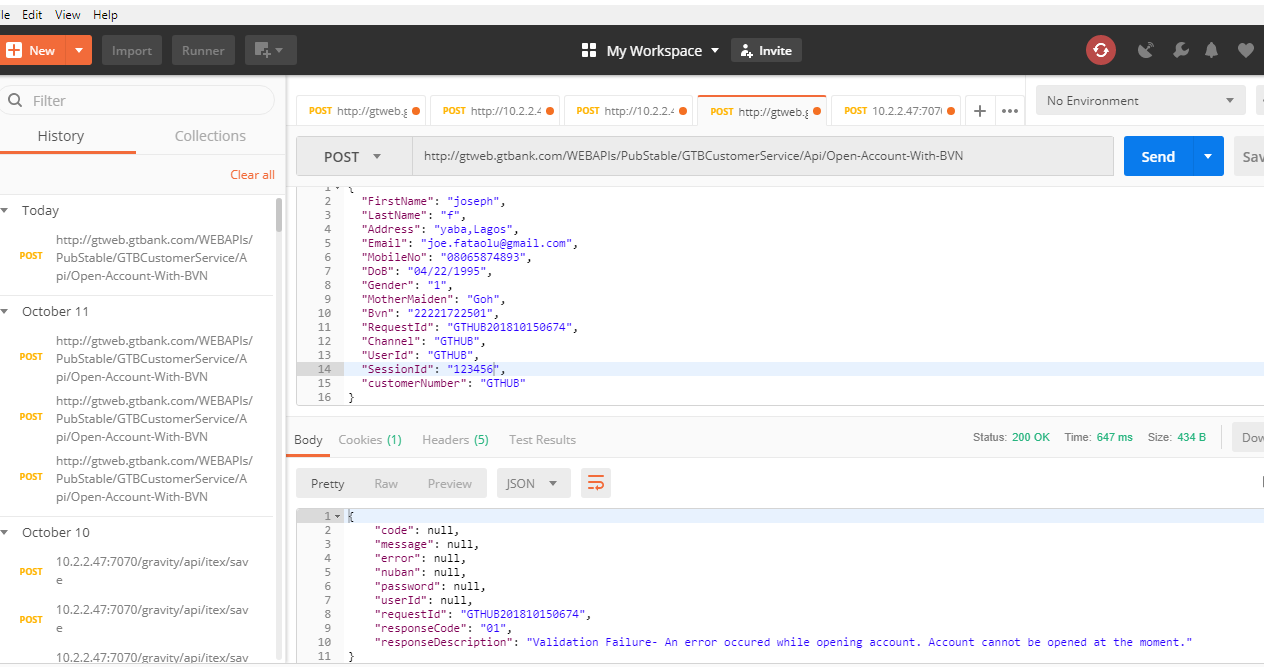 le Edit View Help
New Import Runner My Workspace Invite
Filter
History Collections
Clear all
Today
POST http://gtweb.gtbank.com/WEBAPIs/
PubStable/GTBCustomerService/A
pi/Open-Account-With-BVN
October 11
POST http://gtweb.gtbank.com/WEBAPIs/
PubStable/GTBCustomerService/A
pi/Open-Account-With-BVN
POST http://gtweb.gtbank.com/WEBAPIs/
PubStable/GTBCustomerService/A
pi/Open-Account-With-BVN
POST http://gtweb.gtbank.com/WEBAPIs/
PubStable/GTBCustomerService/A
pi/Open-Account-With-BVN
October 10
POST 10.2.2.47:7070/gravity/api/itex/sav
e
POST 10.2.2.47:7070/gravity/api/itex/sav
e
10.2.2.47:7070/gravity/api/itex/sav
POST http://gtweb.g POST http://10.2.2.4 POST http://10.2.2.4 POST http://gtweb.g POST 10.2.2.47:707 + ••• No Environment
POST http://gtweb.gtbank.com/WEBAPIs/PubStable/GTBCustomerService/Api/Open-Account-With-BVN Send Sav
1 {
2 "FirstName": "joseph",
3 "LastName": "f",
4 "Address": "yaba,Lagos",
5 "Email": "joe.fataolu@gmail.com",
6 "MobileNo": "08065874893",
7 "DoB": "04/22/1995",
8 "Gender": "1",
9 "MotherMaiden": "Goh",
10 "Bvn": "22221722501",
11 "RequestId": "GTHUB201810150674",
12 "Channel": "GTHUB",
13 "UserId": "GTHUB",
14 "SessionId": "123456",
15 "customerNumber": "GTHUB"
16 }
Body Cookies (1) Headers (5) Test Results Status: 200 OK Time: 647 ms Size: 434 B Dow
Pretty Raw Preview JSON
1 {
2 "code": null,
3 "message": null,
4 "error": null,
5 "nuban": null,
6 "password": null,
7 "userId": null,
8 "requestId": "GTHUB201810150674",
9 "responseCode": "01",
10 "responseDescription": "Validation Failure- An error occured while opening account. Account cannot be opened at the moment."
11 }